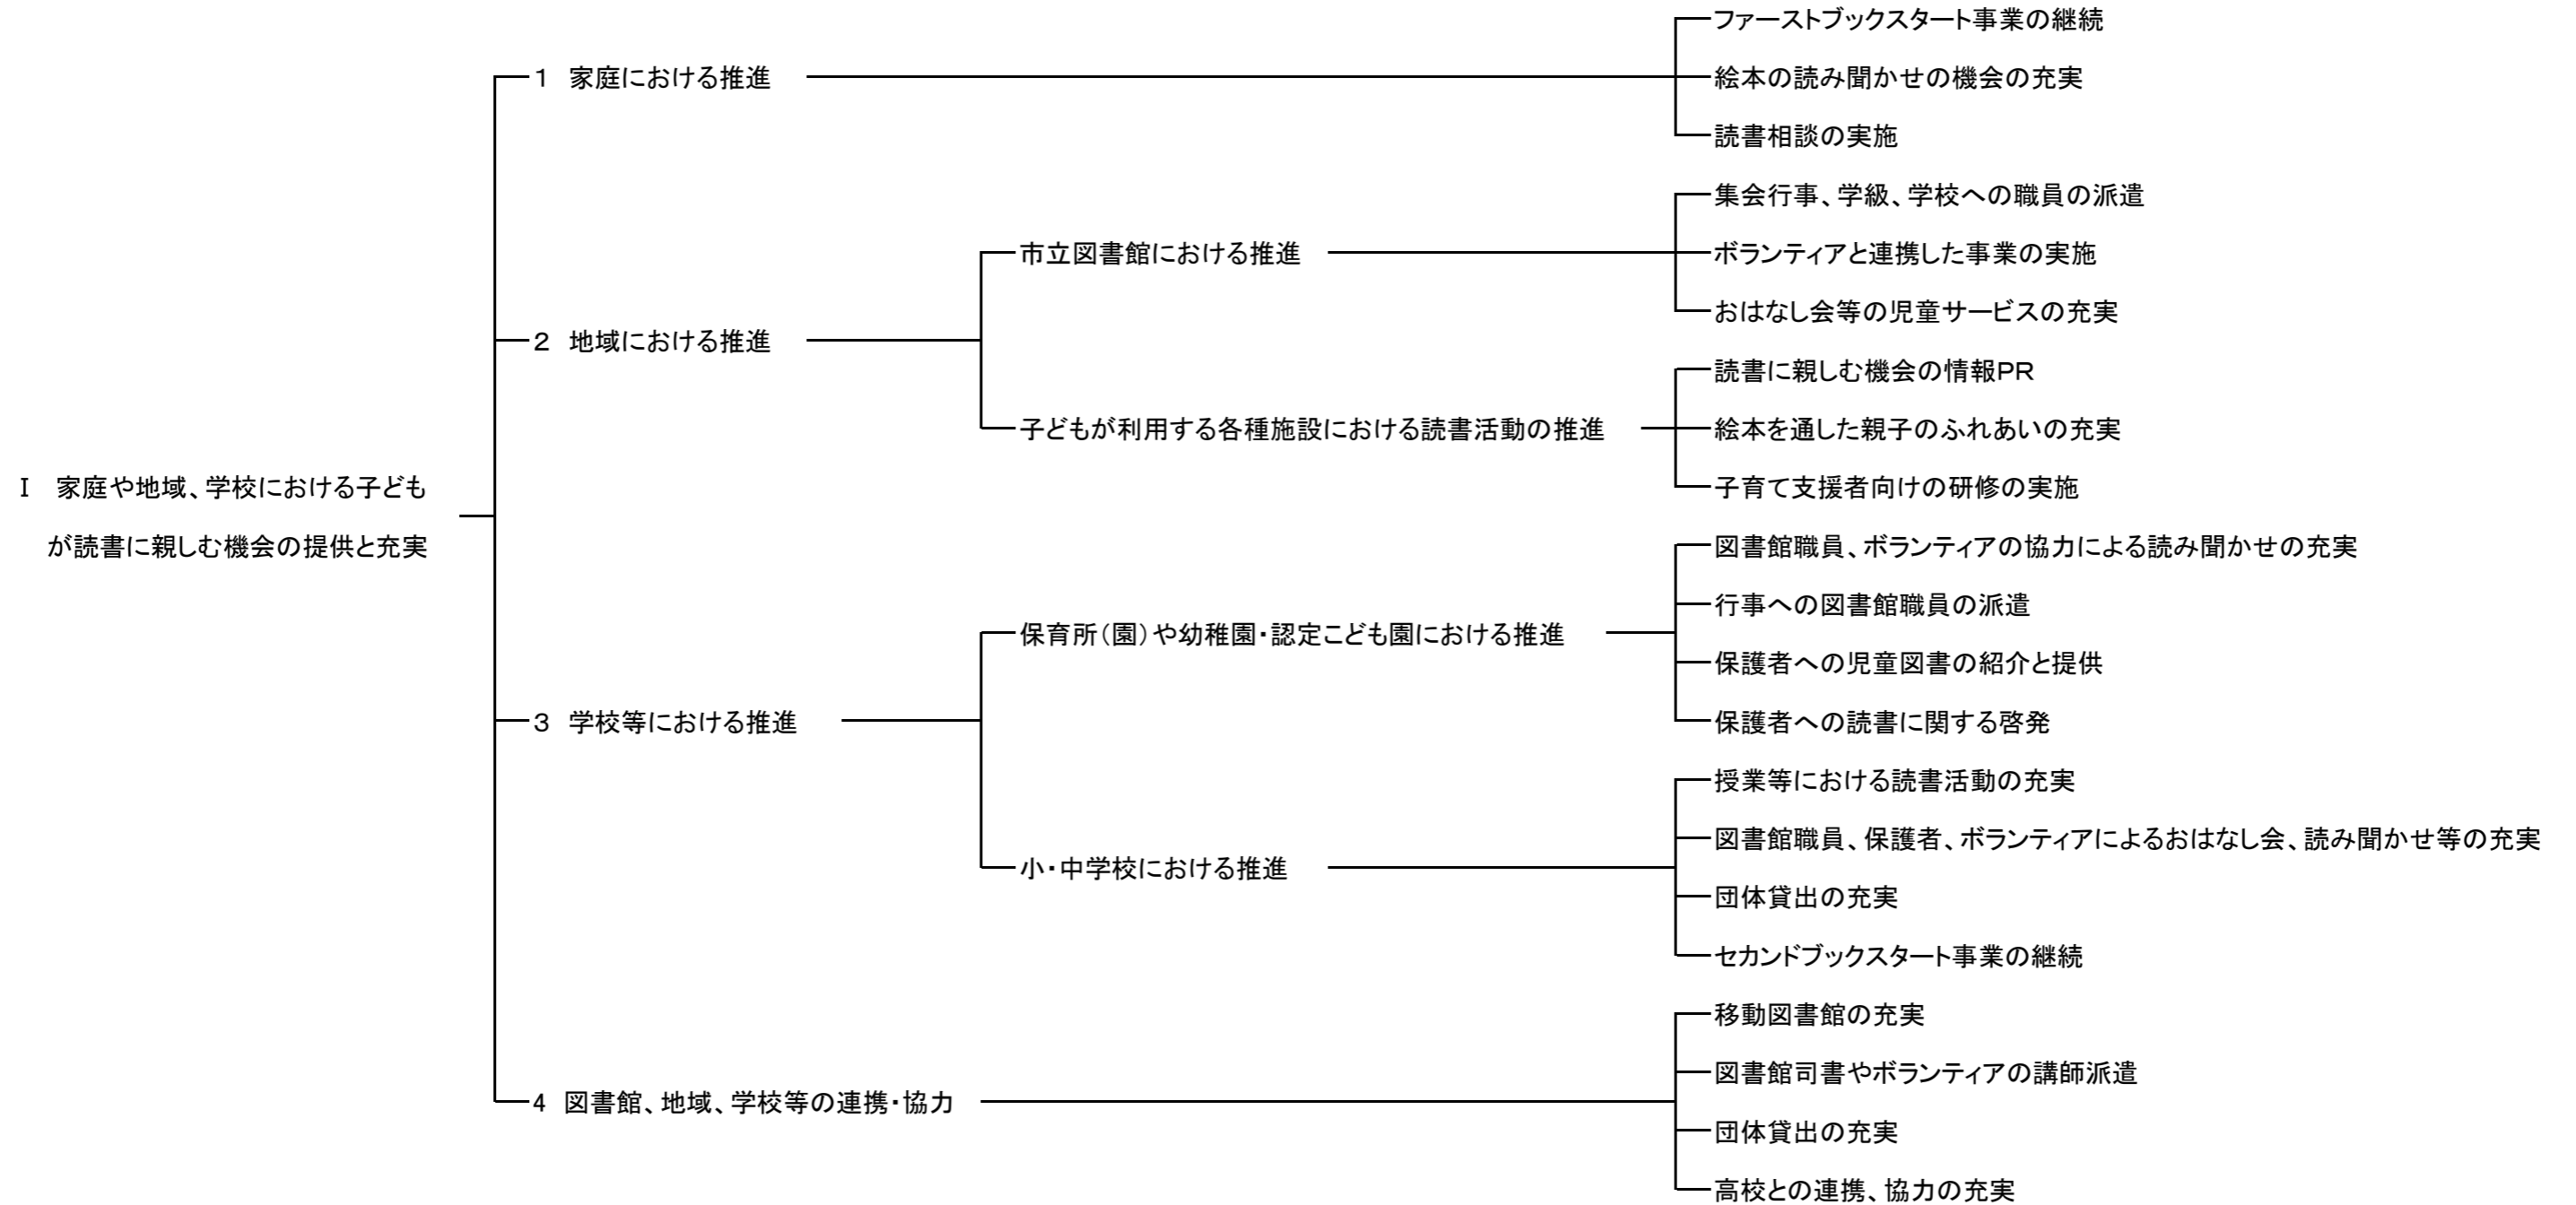 ファーストブックスタート事業の継続
1　家庭における推進
絵本の読み聞かせの機会の充実
読書相談の実施
集会行事、学級、学校への職員の派遣
市立図書館における推進
ボランティアと連携した事業の実施
おはなし会等の児童サービスの充実
2　地域における推進
読書に親しむ機会の情報PR
子どもが利用する各種施設における読書活動の推進
絵本を通した親子のふれあいの充実
子育て支援者向けの研修の実施
Ⅰ　家庭や地域、学校における子ども
が読書に親しむ機会の提供と充実
図書館職員、ボランティアの協力による読み聞かせの充実
行事への図書館職員の派遣
保育所（園）や幼稚園・認定こども園における推進
保護者への児童図書の紹介と提供
保護者への読書に関する啓発
3　学校等における推進
授業等における読書活動の充実
図書館職員、保護者、ボランティアによるおはなし会、読み聞かせ等の充実
小・中学校における推進
団体貸出の充実
セカンドブックスタート事業の継続
移動図書館の充実
図書館司書やボランティアの講師派遣
4　図書館、地域、学校等の連携・協力
団体貸出の充実
高校との連携、協力の充実